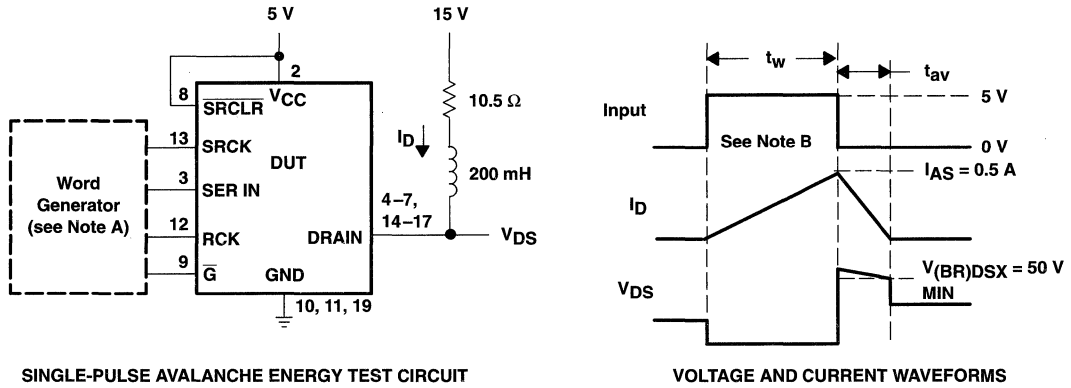 5 V
15 V
2
VCC
8
SRCLR
10.5 Ω
13
SRCK
DUT
ID
200 mH
Word
Generator
(see Note A)
3
SER IN
4–7,
14–17
12
RCK
DRAIN
VDS
9
G
GND
10, 11, 19
SINGLE-PULSE AVALANCHE ENERGY TEST CIRCUIT
tw
tav
Input
5 V
See Note B
0 V
IAS = 0.5 A
ID
V(BR)DSX = 50 V
MIN
VDS
VOLTAGE AND CURRENT WAVEFORMS